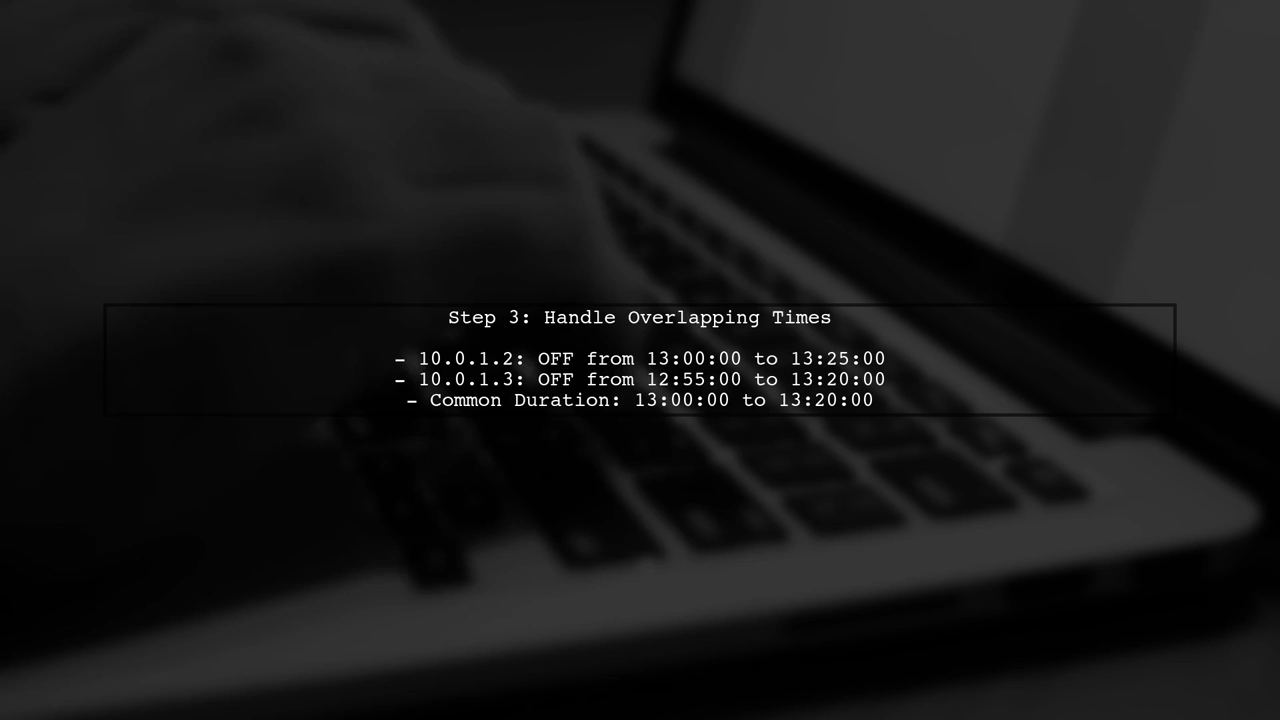 Step 3: Handle Overlapping Times
- 10.0.1.2: OFF from 13:00:00 to 13:25:00
- 10.0.1.3: OFF from 12:55:00 to 13:20:00
- Common Duration: 13:00:00 to 13:20:00